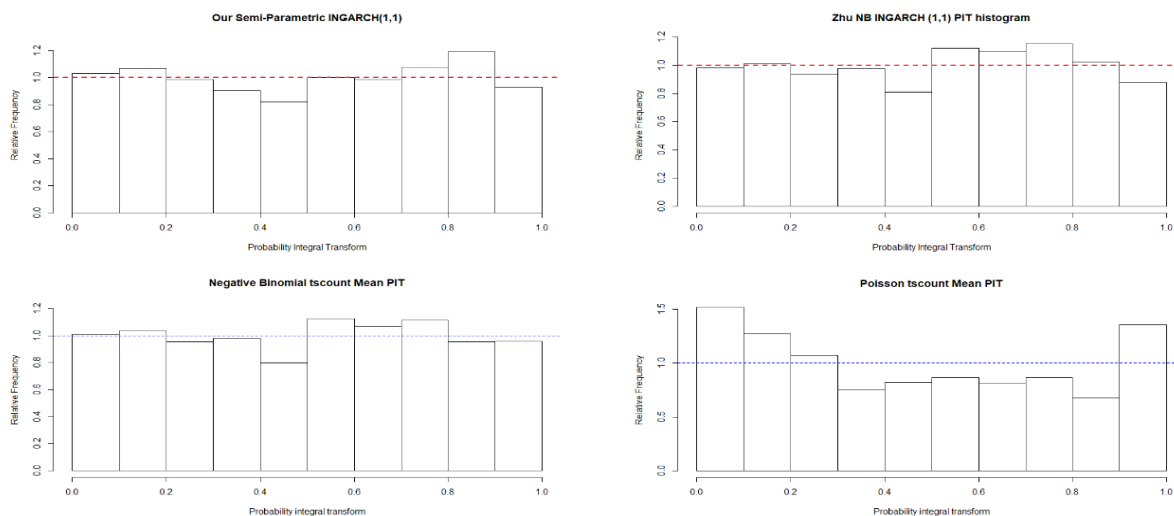 Our Semi-Parametric INGARCH(1,1)
Relative Frequency
0.0 0.2 0.4 0.6 0.8 1.0 1.2
0.0 0.2 0.4 0.6 0.8 1.0
Probability Integral Transform
Zhu NB INGARCH (1,1) PIT histogram
Relative Frequency
0.0 0.2 0.4 0.6 0.8 1.0 1.2
0.0 0.2 0.4 0.6 0.8 1.0
Probability Integral Transform
Negative Binomial tscount Mean PIT
Relative Frequency
0.0 0.2 0.4 0.6 0.8 1.0 1.2
0.0 0.2 0.4 0.6 0.8 1.0
Probability integral transform
Poisson tscount Mean PIT
Relative Frequency
0.0 0.5 1.0 1.5
0.0 0.2 0.4 0.6 0.8 1.0
Probability integral transform